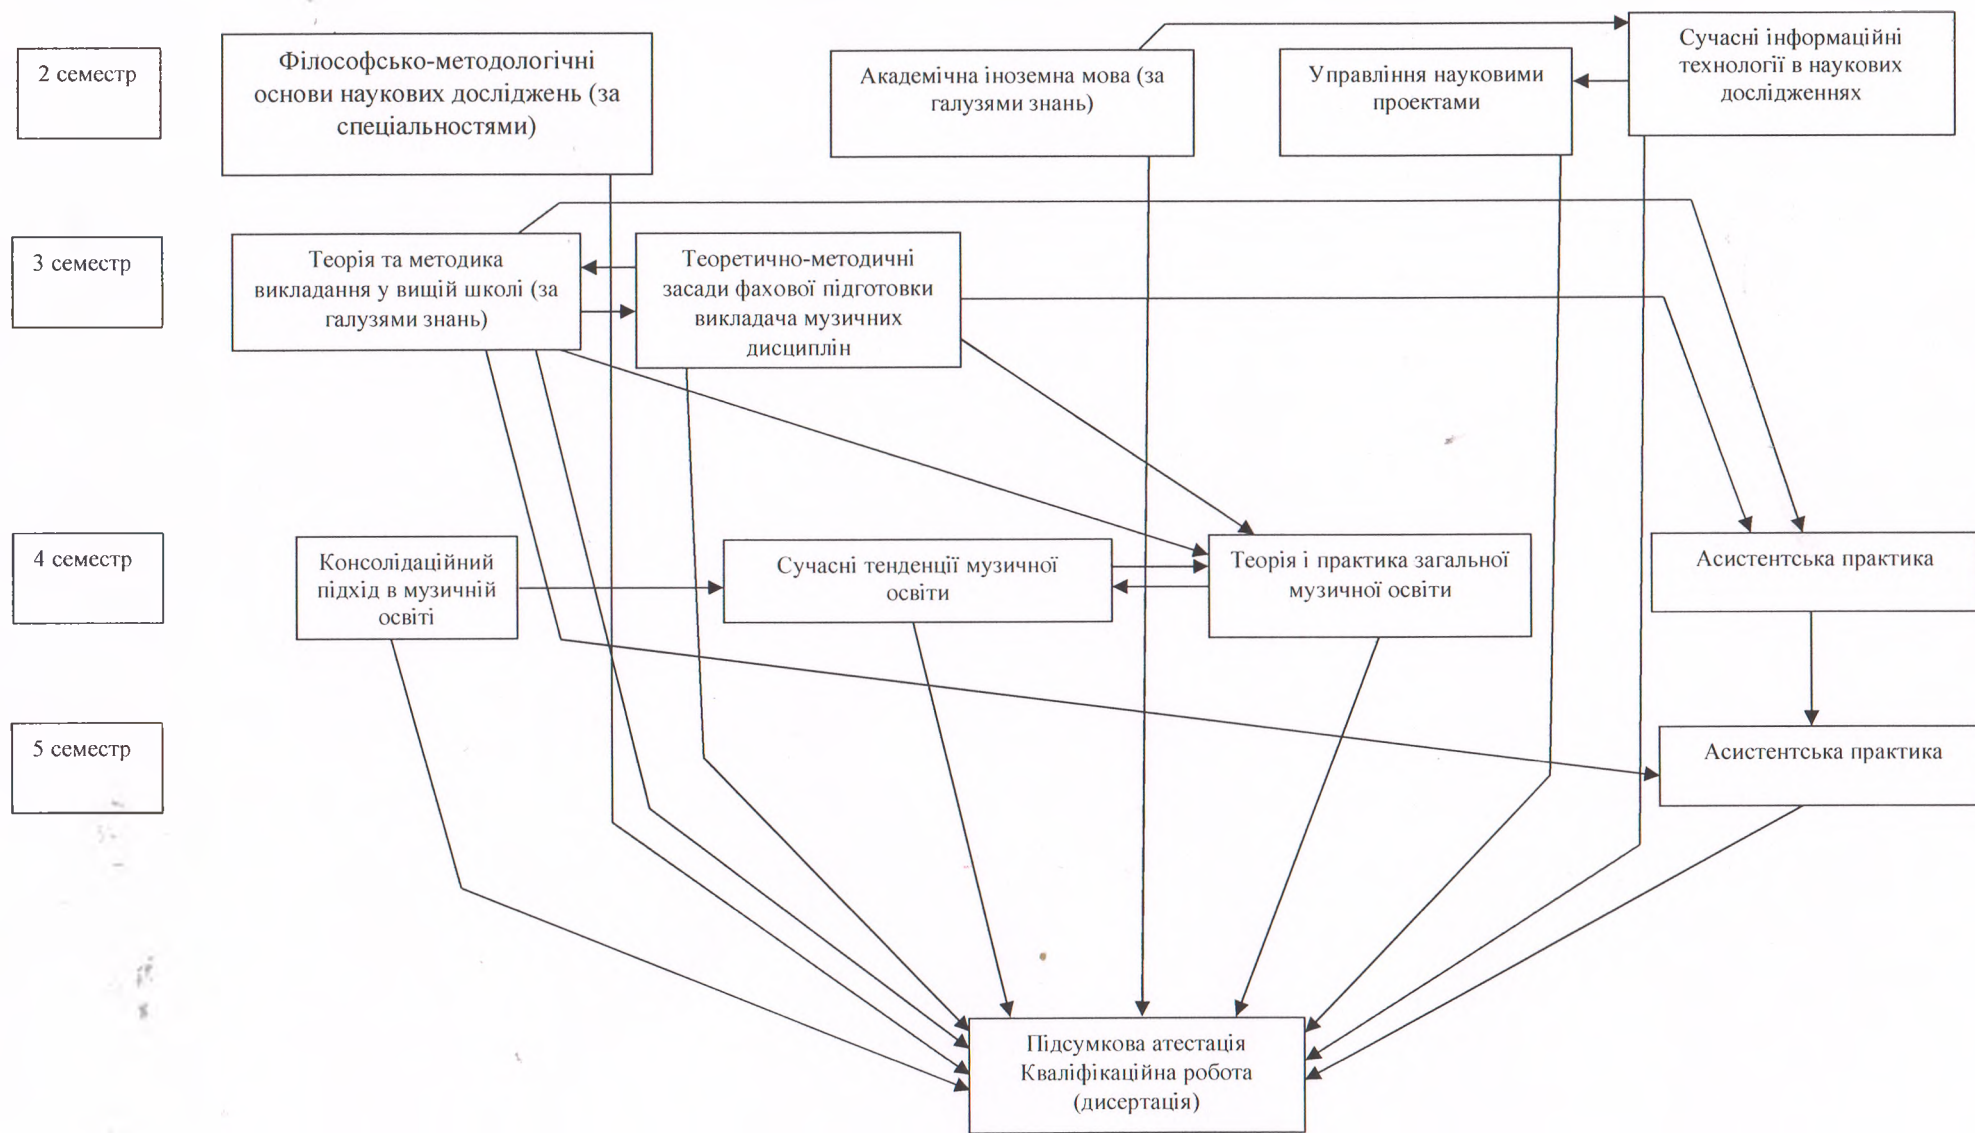 2 семестр
Філософсько-методологічні
основи наукових досліджень (за
спеціальностями)
Академічна іноземна мова (за
галузями знань)
Управління науковими
проектами
Сучасні інформаційні
технології в наукових
дослідженнях
3 семестр
Теорія та методика
викладання у вищій школі (за
галузями знань)
Теоретично-методичні
засади фахової підготовки
викладача музичних
дисциплін
4 семестр
Консолідаційний
підхід в музичній
освіті
Сучасні тенденції музичної
освіти
Теорія і практика загальної
музичної освіти
Асистентська практика
5 семестр
Асистентська практика
Підсумкова атестація
Кваліфікаційна робота
(дисертація)